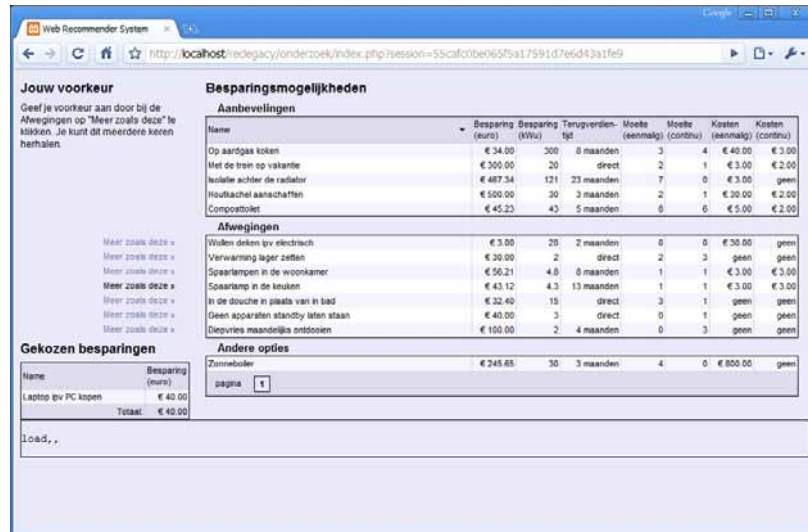 Google
Web Recommender System
http://localhost/reclegacy/onderzoek/index.php?session=55cafc0be065f5a17591d7e6d43a1fe9
Jouw voorkeur
Geef je voorkeur aan door bij de
Afwegingen op "Meer zoals deze" te
klikken. Je kunt dit meerdere keren
herhalen.
Besparingsmogelijkheden
Aanbevelingen
Name Besparing (euro) Besparing (kWu) Terugverdien-tijd Moeite (eenmalig) Moeite (continu) Kosten (eenmalig) Kosten (continu)
Op aardgas koken € 34.00 300 8 maanden 3 4 € 40.00 € 3.00
Met de trein op vakantie € 300.00 20 direct 2 1 € 3.00 € 2.00
Isolatie achter de radiator € 467.34 121 23 maanden 7 0 € 3.00 geen
Houtkachel aanschaffen € 500.00 30 3 maanden 2 1 € 30.00 € 2.00
Composttoilet € 45.23 43 5 maanden 6 6 € 5.00 € 2.00
Afwegingen
Meer zoals deze » Wollen deken ipv electrisch € 3.00 20 2 maanden 0 0 € 30.00 geen
Meer zoals deze » Verwarming lager zetten € 30.00 2 direct 2 3 geen geen
Meer zoals deze » Spaarlampen in de woonkamer € 56.21 4.8 8 maanden 1 1 € 3.00 € 3.00
Meer zoals deze » Spaarlamp in de keuken € 43.12 4.3 13 maanden 1 1 € 3.00 € 3.00
Meer zoals deze » In de douche in plaats van in bad € 32.40 15 direct 3 1 geen geen
Meer zoals deze » Geen apparaten standby laten staan € 40.00 3 direct 0 1 geen geen
Meer zoals deze » Diepvries maandelijks ontdooien € 100.00 2 4 maanden 0 3 geen geen
Andere opties
Zonneboiler € 245.65 30 3 maanden 4 0 € 800.00 geen
pagina 1
Gekozen besparingen
Name Besparing (euro)
Laptop ipv PC kopen € 40.00
Totaal: € 40.00
load,,